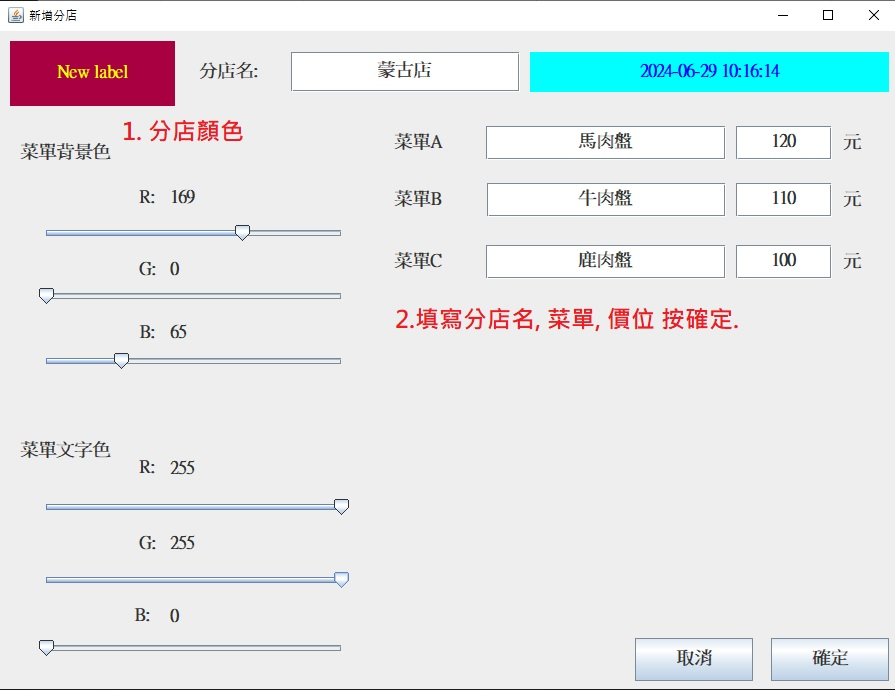 新增分店
New label
分店名:
蒙古店
2024-06-29 10:16:14
1. 分店顏色
菜單背景色
R: 169
G: 0
B: 65
菜單文字色
R: 255
G: 255
B: 0
菜單A 馬肉盤 120 元
菜單B 牛肉盤 110 元
菜單C 鹿肉盤 100 元
2.填寫分店名, 菜單, 價位 按確定.
取消
確定